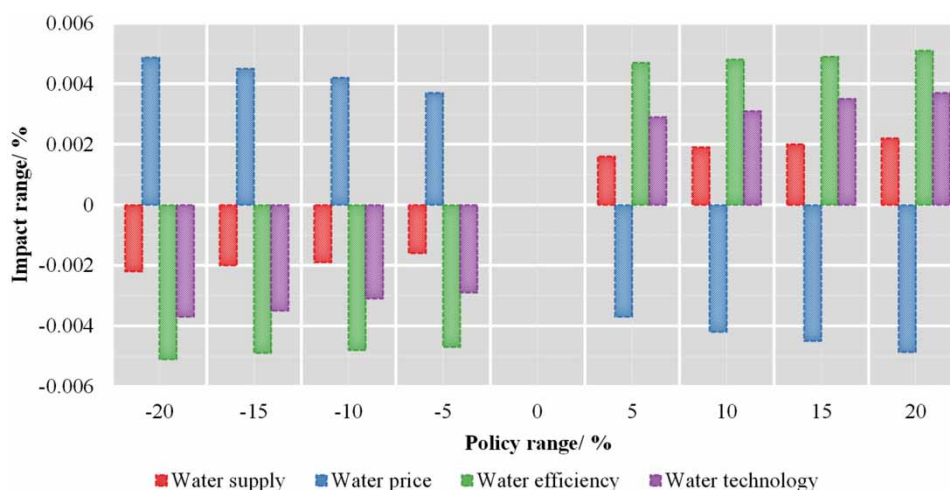 0.006
0.004
0.002
0
-0.002
-0.004
-0.006
Impact range/ %
-20 -15 -10 -5 0 5 10 15 20
Policy range/ %
Water supply Water price Water efficiency Water technology